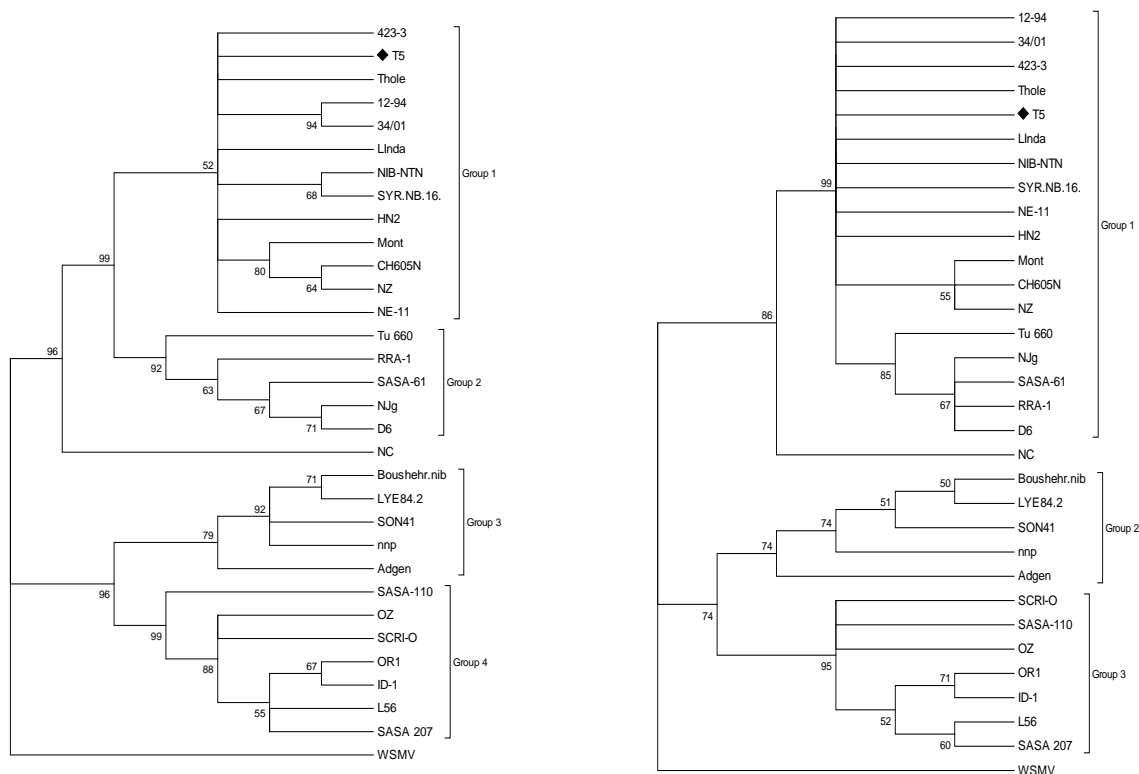 423-3
T5
Thole
12-94
34/01
94
LInda
52
NIB-NTN
SYR.NB.16.
68
Group 1
HN2
Mont
80
CH605N
NZ
64
NE-11
99
Tu 660
92
RRA-1
63
SASA-61
67
NJg
D6
71
Group 2
96
NC
Boushehr.nib
71
LYE84.2
92
SON41
nnp
79
Adgen
Group 3
96
SASA-110
99
OZ
SCRI-O
88
OR1
67
ID-1
55
L56
SASA 207
Group 4
WSMV
12-94
34/01
423-3
Thole
T5
LInda
NIB-NTN
99
SYR.NB.16.
NE-11
HN2
Group 1
Mont
CH605N
55
NZ
86
Tu 660
85
NJg
SASA-61
67
RRA-1
D6
NC
Boushehr.nib
50
LYE84.2
51
SON41
74
nnp
74
Adgen
Group 2
74
SCRI-O
SASA-110
95
OZ
OR1
71
ID-1
52
L56
60
SASA 207
Group 3
WSMV